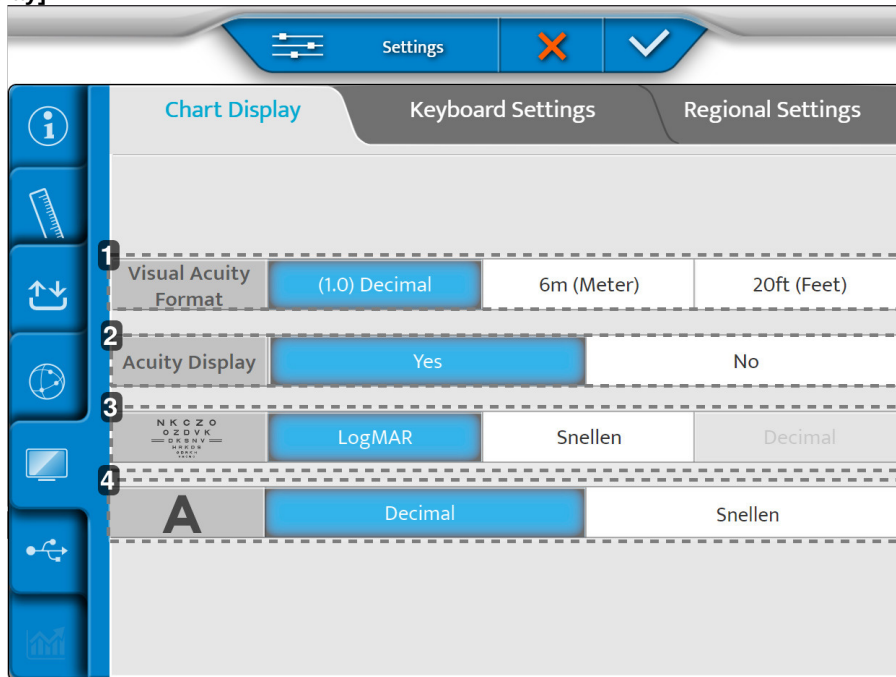 ay]
Settings
Chart Display Keyboard Settings Regional Settings
1
Visual Acuity Format (1.0) Decimal 6m (Meter) 20ft (Feet)
2
Acuity Display Yes No
3
N K C Z O
O Z D V K
D K S N V
LogMAR Snellen Decimal
4
A Decimal Snellen